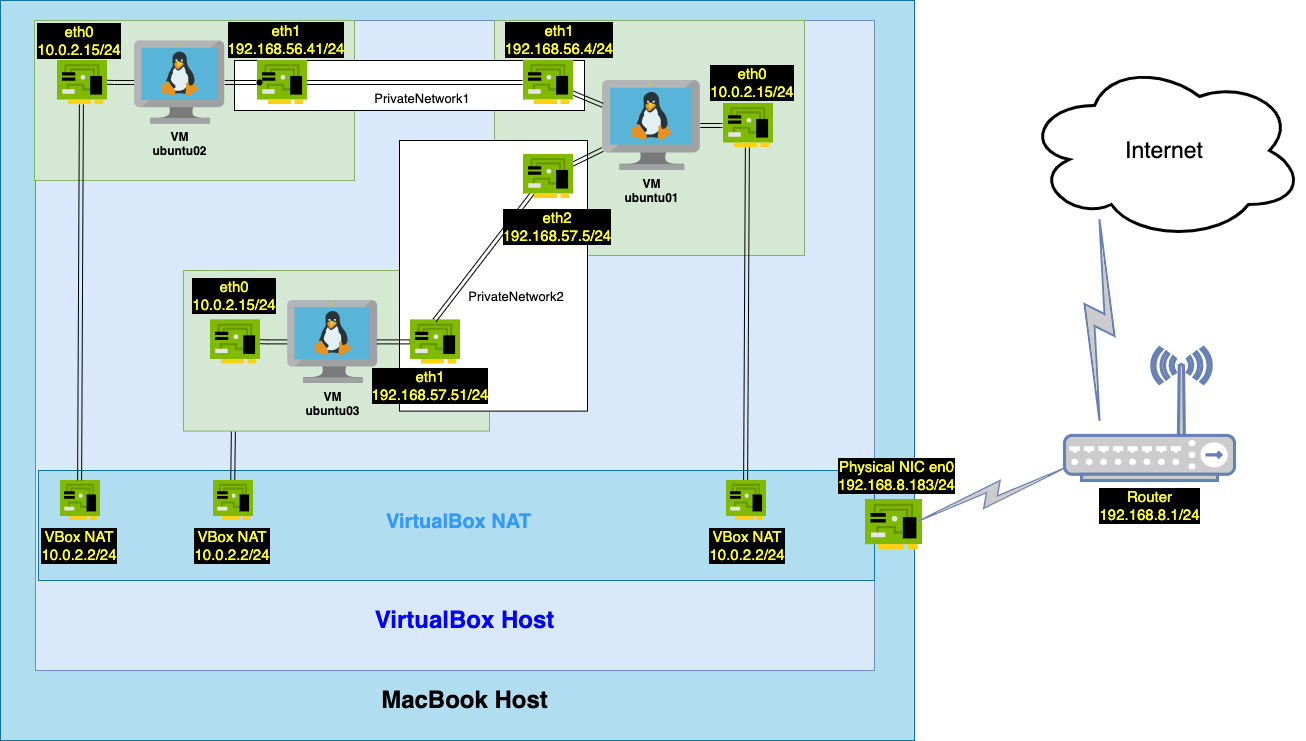 eth0
10.0.2.15/24
VM
ubuntu02
eth1
192.168.56.41/24
PrivateNetwork1
eth1
192.168.56.4/24
eth0
10.0.2.15/24
VM
ubuntu01
eth2
192.168.57.5/24
PrivateNetwork2
eth0
10.0.2.15/24
VM
ubuntu03
eth1
192.168.57.51/24
Internet
Physical NIC en0
192.168.8.183/24
Router
192.168.8.1/24
VBox NAT
10.0.2.2/24
VBox NAT
10.0.2.2/24
VirtualBox NAT
VBox NAT
10.0.2.2/24
VirtualBox Host
MacBook Host